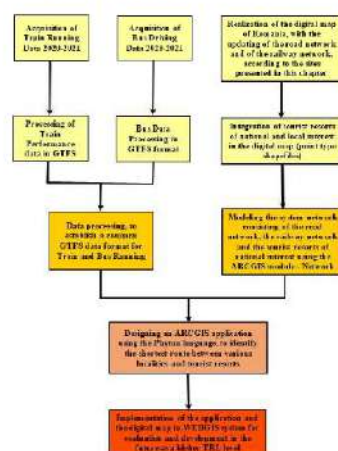 Acquisition of
Train Running
Data 2020-2021
Acquisition of
Bus Driving
Data 2020-2021
Realization of the digital map
of Romania, with the
updating of the road network
and of the railway network,
according to the sites
presented in this chapter
Processing of
Train
Performance
data in GTFS
Bus Data
Processing in
GTFS format
Integration of tourist resorts
of national and local interest
in the digital map (point type
shapefiles)
Data processing, to
establish a common
GTFS data format for
Train and Bus Running
Modeling the system network,
consisting of the road
network, the railway network
and the tourist resorts of
national interest using the
ARCGIS module - Network
Designing an ARCGIS application
using the Phyton language, to identify
the shortest route between various
localities and tourist resorts
Implementation of the application and
the digital map in WEBGIS system for
evaluation and development in the
future on a higher TRL level